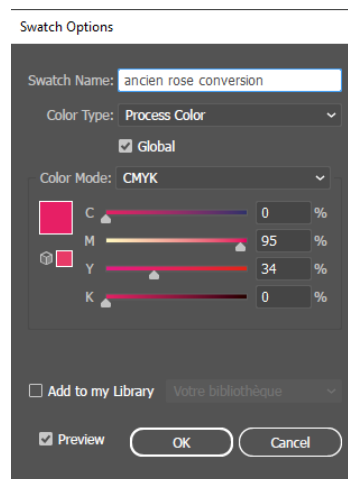 Swatch Options
Swatch Name: ancien rose conversion
Color Type: Process Color
Global
Color Mode: CMYK
C 0 %
M 95 %
Y 34 %
K 0 %
Add to my Library Votre bibliothèque
Preview OK Cancel